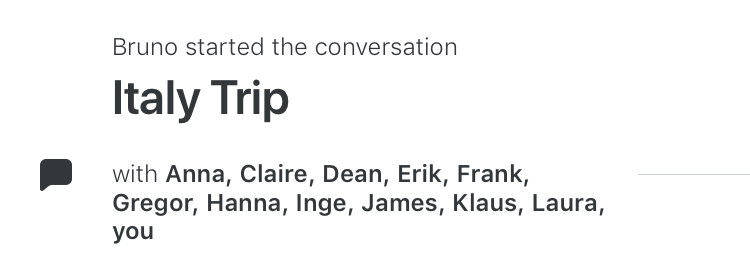 Bruno started the conversation
Italy Trip
with Anna, Claire, Dean, Erik, Frank,
Gregor, Hanna, Inge, James, Klaus, Laura,
you